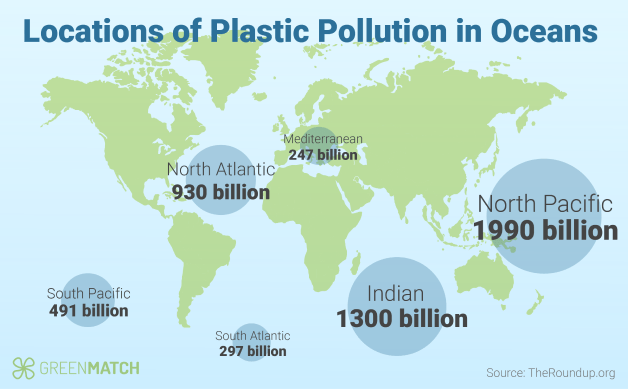 Locations of Plastic Pollution in Oceans
Mediterranean
247 billion
North Atlantic
930 billion
North Pacific
1990 billion
South Pacific
491 billion
Indian
1300 billion
South Atlantic
297 billion
GREENMATCH
Source: TheRoundup.org